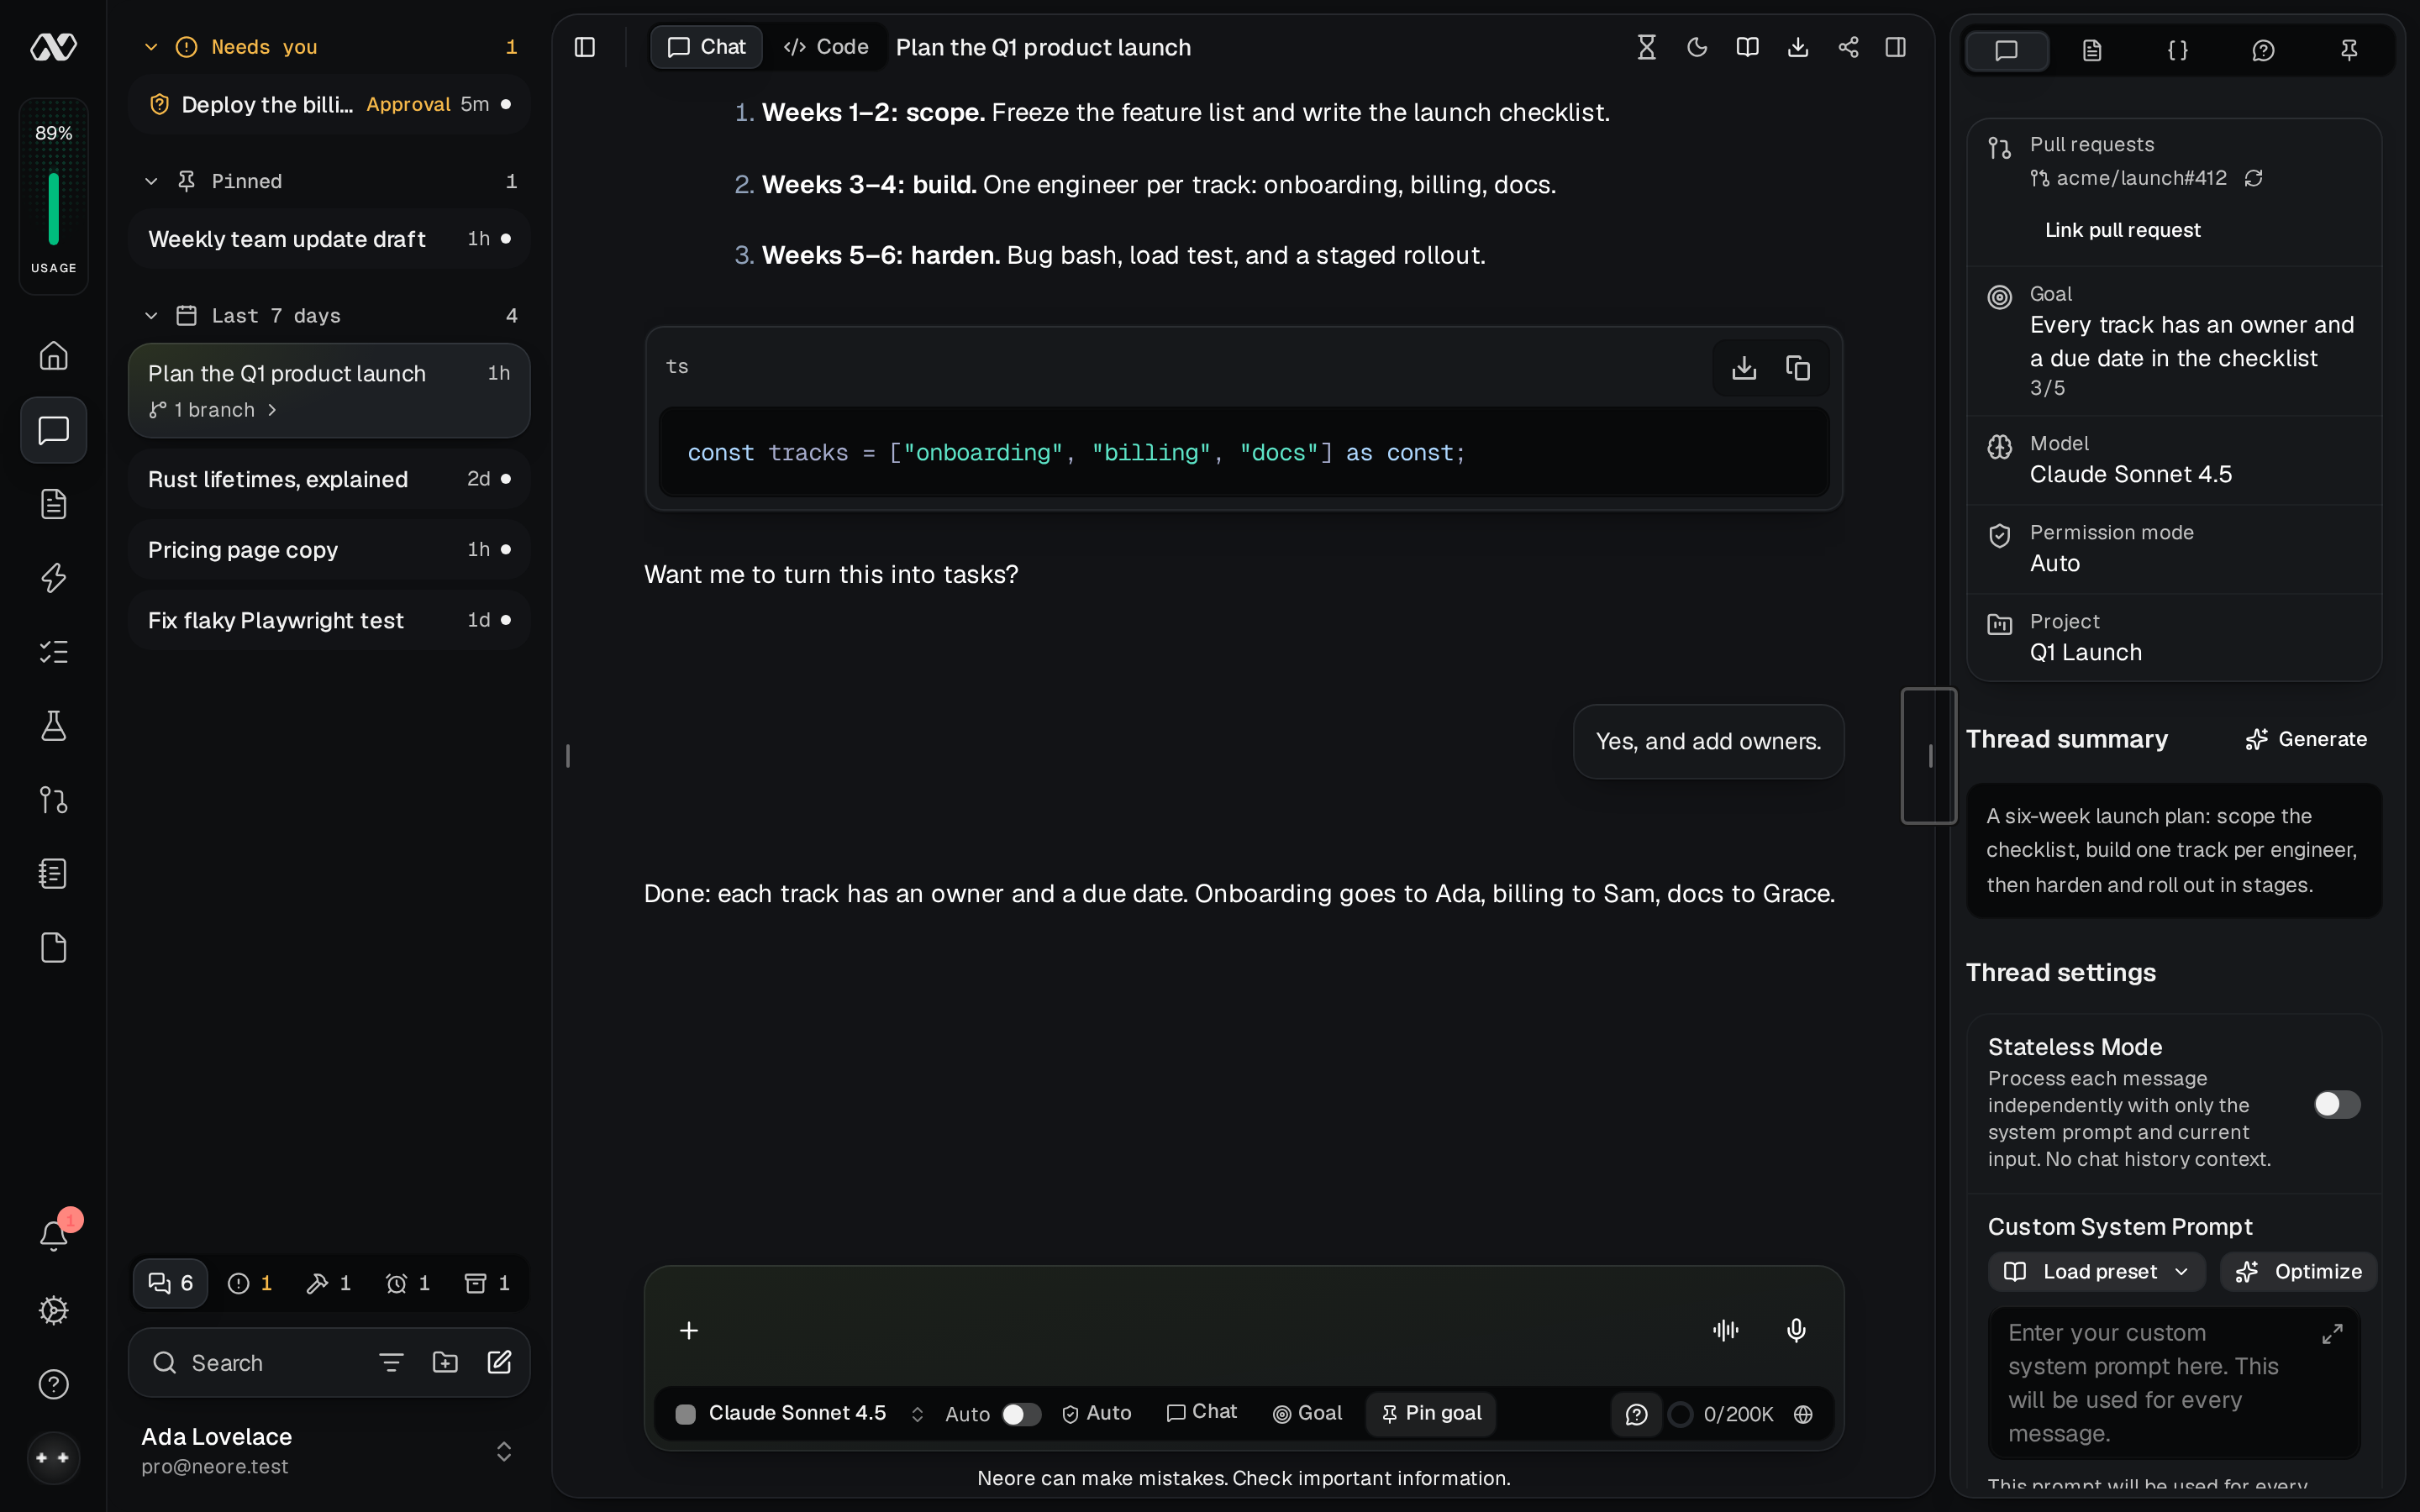 89%
USAGE
Needs you 1
Deploy the billi... Approval 5m
Pinned 1
Weekly team update draft 1h
Last 7 days 4
Plan the Q1 product launch 1h
1 branch
Rust lifetimes, explained 2d
Pricing page copy 1h
Fix flaky Playwright test 1d
1
6 1 1 1 1
Search
Ada Lovelace
pro@neore.test
Chat Code Plan the Q1 product launch
1. Weeks 1–2: scope. Freeze the feature list and write the launch checklist.
2. Weeks 3–4: build. One engineer per track: onboarding, billing, docs.
3. Weeks 5–6: harden. Bug bash, load test, and a staged rollout.
ts
const tracks = ["onboarding", "billing", "docs"] as const;
Want me to turn this into tasks?
Yes, and add owners.
Done: each track has an owner and a due date. Onboarding goes to Ada, billing to Sam, docs to Grace.
Claude Sonnet 4.5 Auto Auto Chat Goal Pin goal 0/200K
Neore can make mistakes. Check important information.
Pull requests
acme/launch#412
Link pull request
Goal
Every track has an owner and
a due date in the checklist
3/5
Model
Claude Sonnet 4.5
Permission mode
Auto
Project
Q1 Launch
Thread summary Generate
A six-week launch plan: scope the
checklist, build one track per engineer,
then harden and roll out in stages.
Thread settings
Stateless Mode
Process each message
independently with only the
system prompt and current
input. No chat history context.
Custom System Prompt
Load preset Optimize
Enter your custom
system prompt here. This
will be used for every
message.
This prompt will be used for every